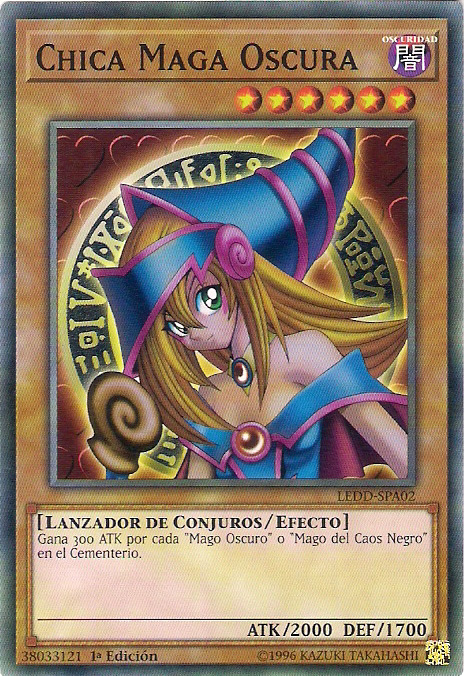 Chica Maga Oscura
OSCURIDAD
闇
LEDD-SPA02
[Lanzador de Conjuros/Efecto]
Gana 300 ATK por cada "Mago Oscuro" o "Mago del Caos Negro"
en el Cementerio.
ATK/2000 DEF/1700
38033121 1ª Edición ©1996 KAZUKI TAKAHASHI